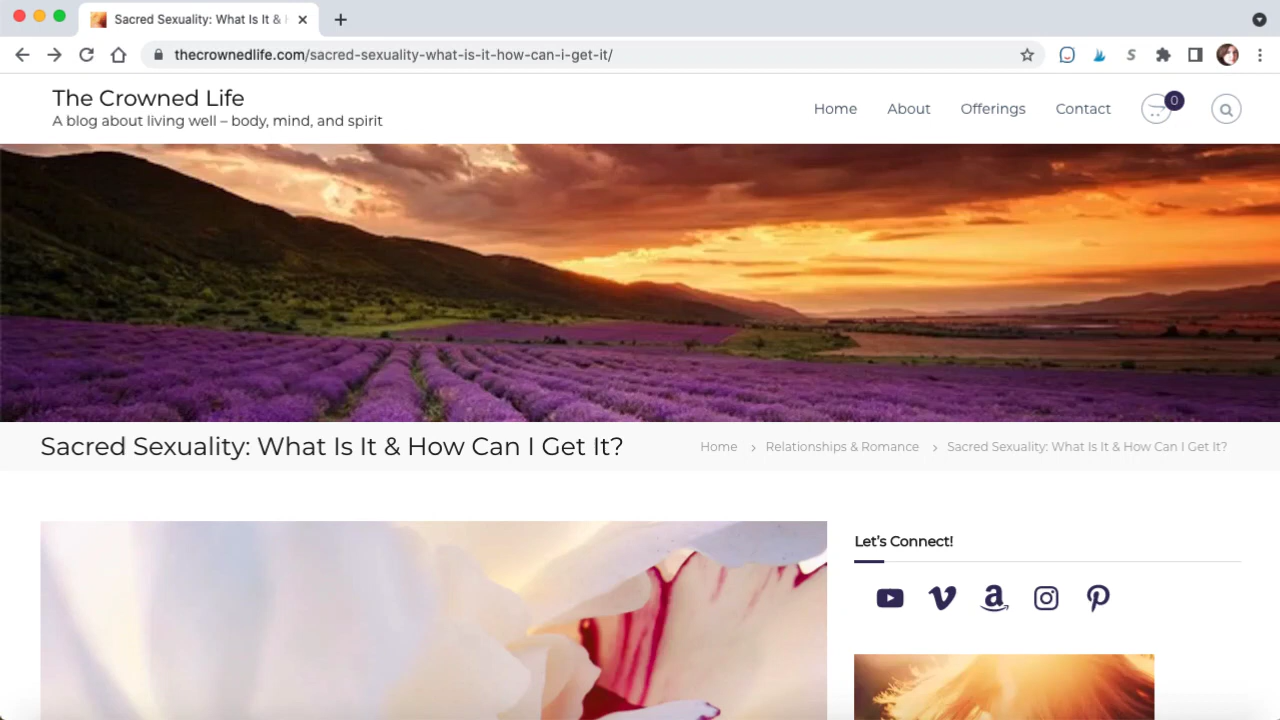 Sacred Sexuality: What Is It &
thecrownedlife.com/sacred-sexuality-what-is-it-how-can-i-get-it/
The Crowned Life
A blog about living well – body, mind, and spirit
Home About Offerings Contact 0
Sacred Sexuality: What Is It & How Can I Get It?
Home > Relationships & Romance > Sacred Sexuality: What Is It & How Can I Get It?
Let's Connect!